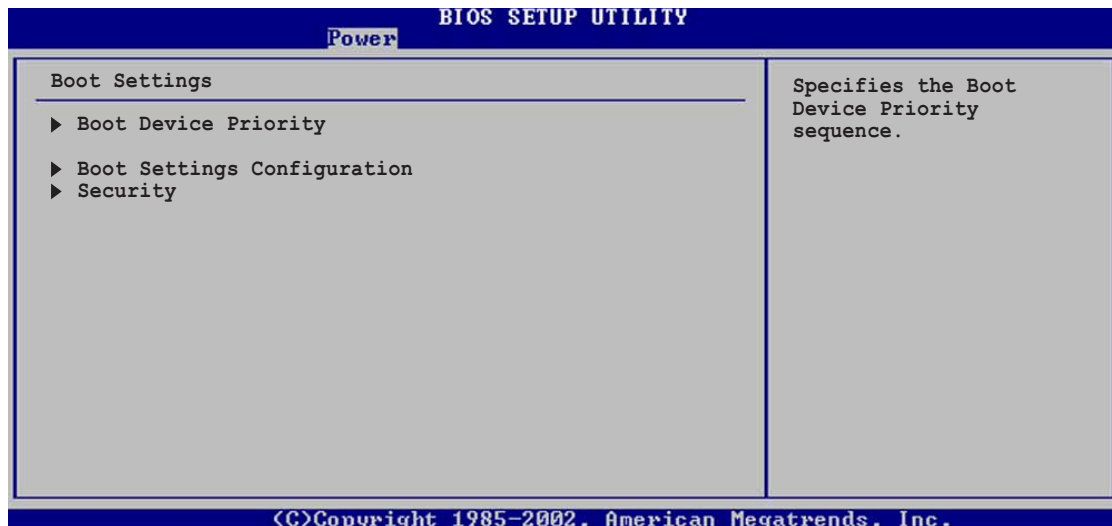 BIOS SETUP UTILITY
Power
Boot Settings
▶ Boot Device Priority
▶ Boot Settings Configuration
▶ Security
Specifies the Boot
Device Priority
sequence.
(C)Copyright 1985-2002, American Megatrends, Inc.